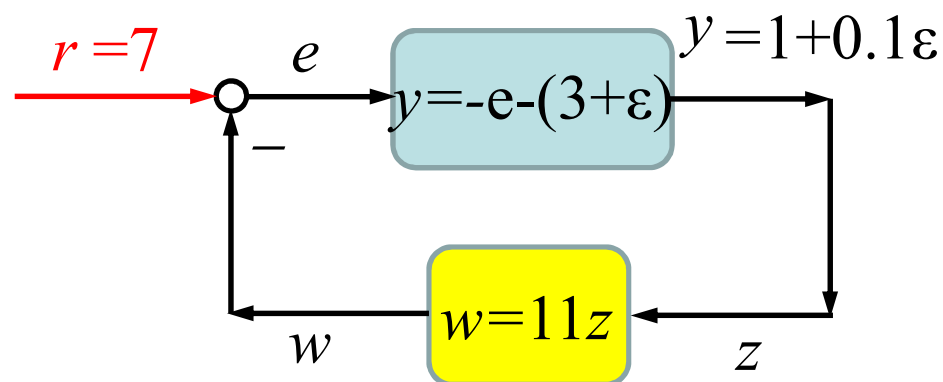 r =7
e
y=-e-(3+ε)
y =1+0.1ε
−
w=11z
w
z